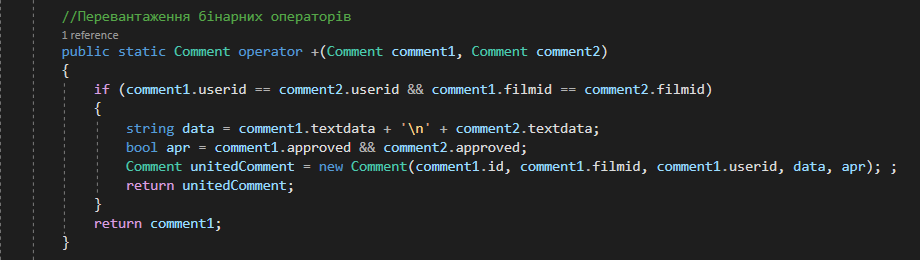 //Перевантаження бінарних операторів
1 reference
public static Comment operator +(Comment comment1, Comment comment2)
{
if (comment1.userid == comment2.userid && comment1.filmid == comment2.filmid)
{
string data = comment1.textdata + '\n' + comment2.textdata;
bool apr = comment1.approved && comment2.approved;
Comment unitedComment = new Comment(comment1.id, comment1.filmid, comment1.userid, data, apr); ;
return unitedComment;
}
return comment1;
}